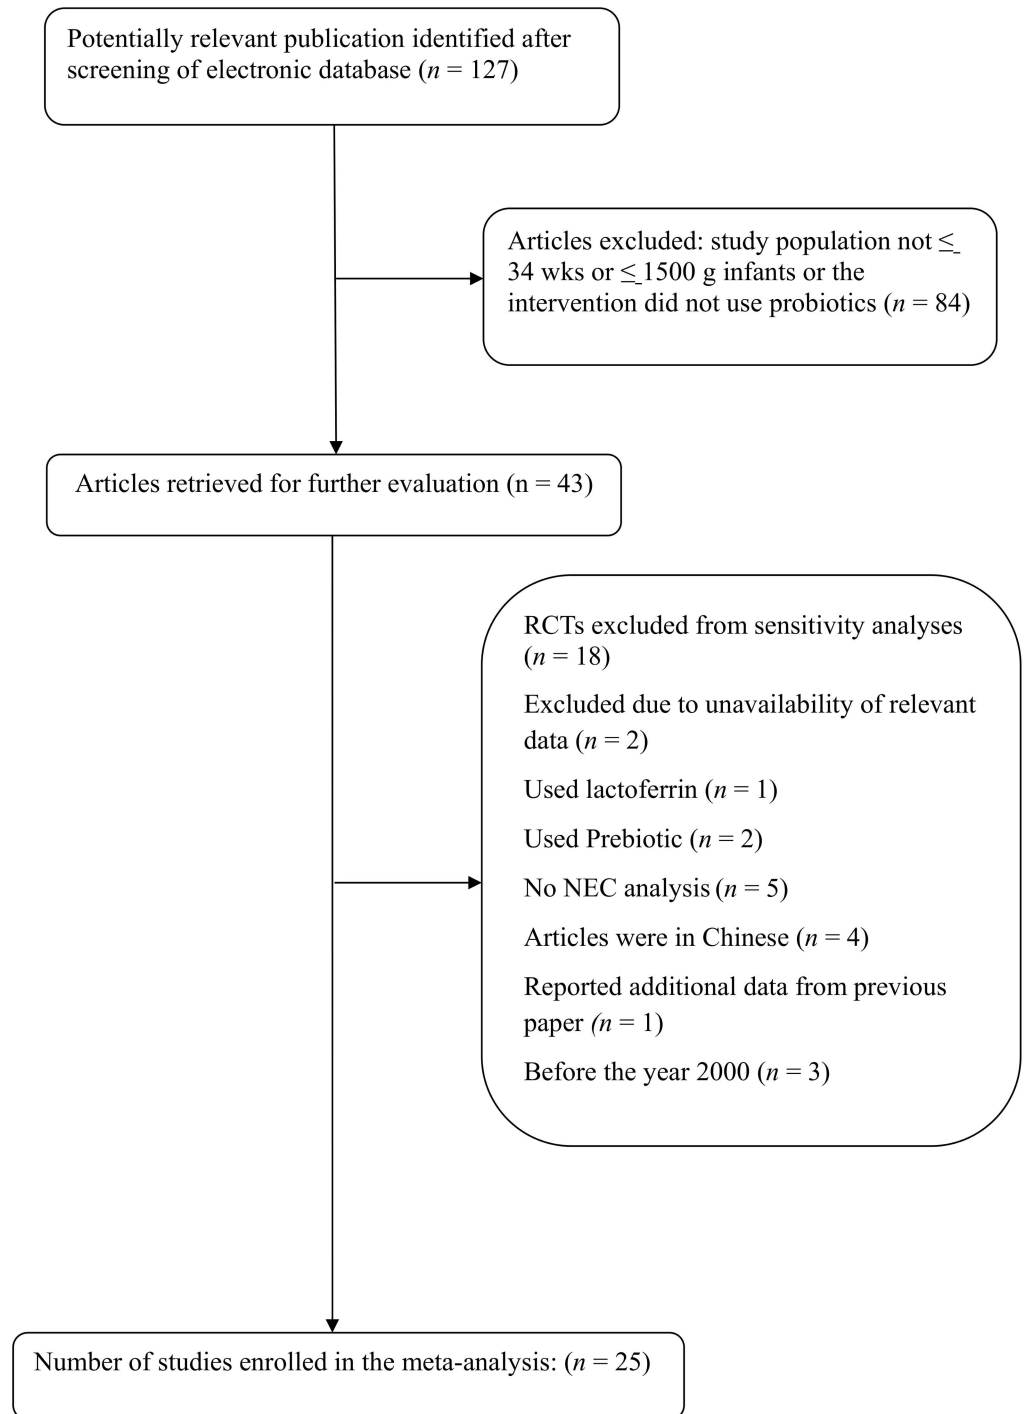 Potentially relevant publication identified after
screening of electronic database (n = 127)
Articles excluded: study population not ≤
34 wks or ≤ 1500 g infants or the
intervention did not use probiotics (n = 84)
Articles retrieved for further evaluation (n = 43)
RCTs excluded from sensitivity analyses
(n = 18)
Excluded due to unavailability of relevant
data (n = 2)
Used lactoferrin (n = 1)
Used Prebiotic (n = 2)
No NEC analysis (n = 5)
Articles were in Chinese (n = 4)
Reported additional data from previous
paper (n = 1)
Before the year 2000 (n = 3)
Number of studies enrolled in the meta-analysis: (n = 25)